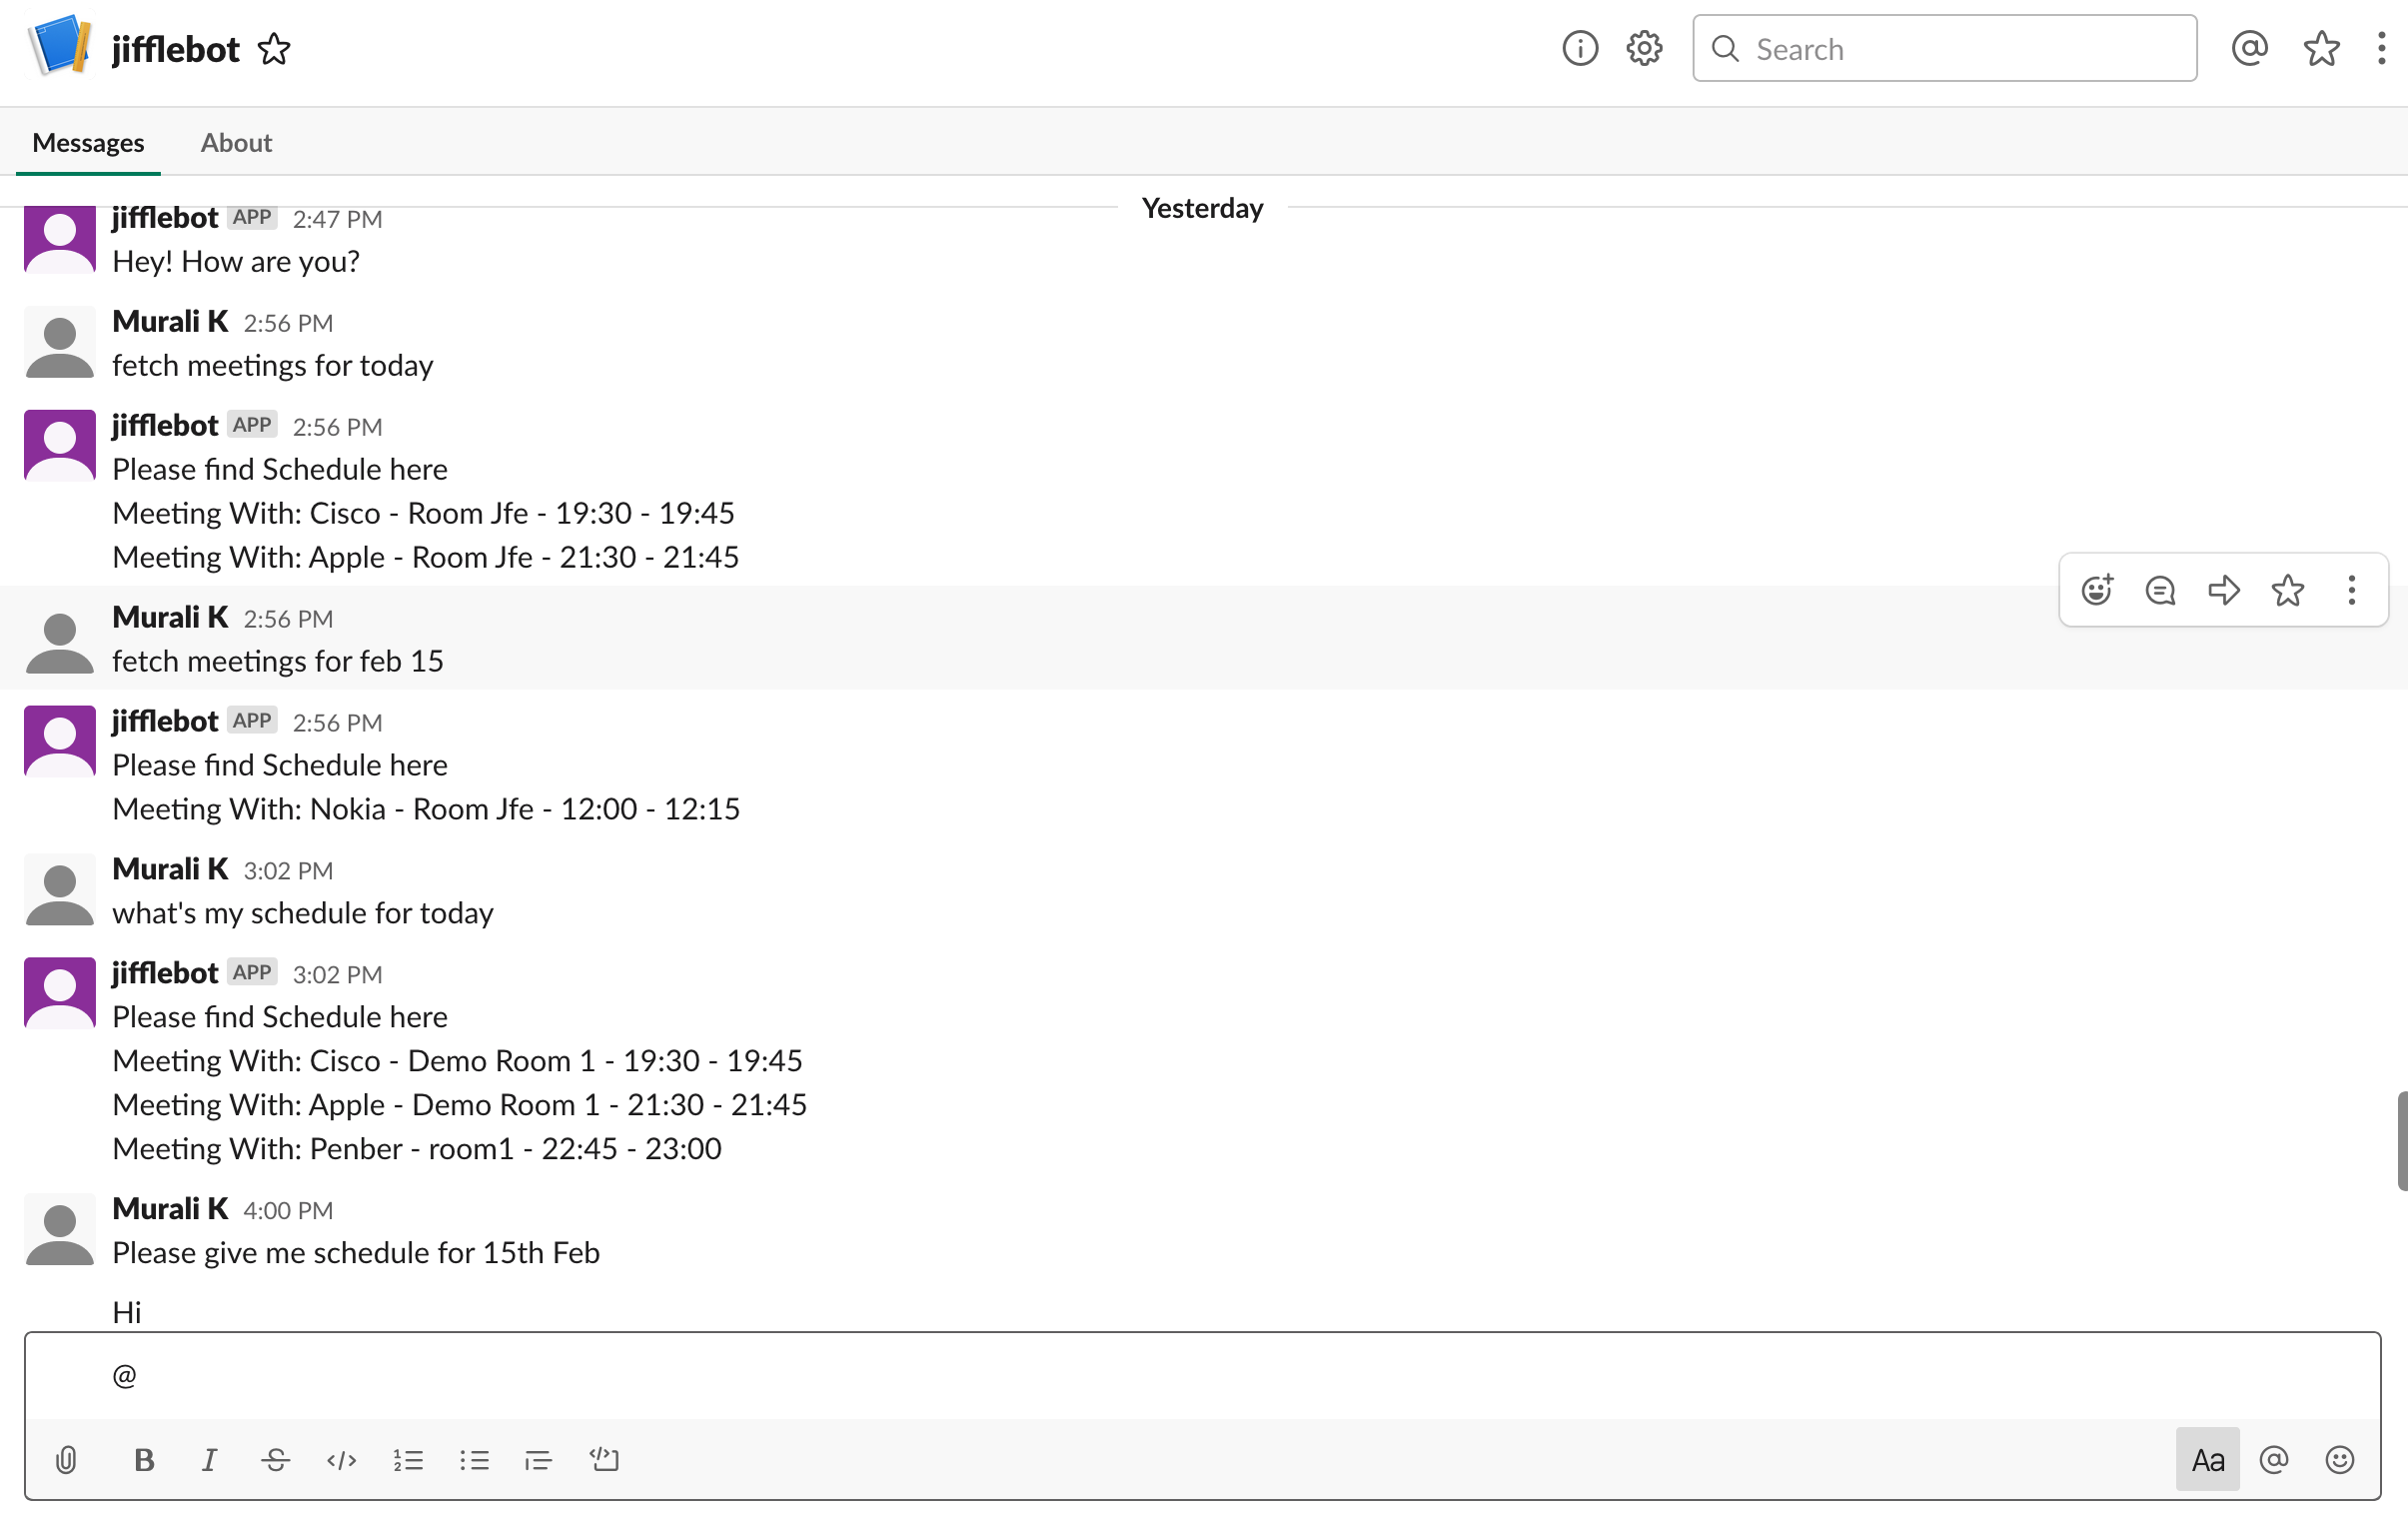 jifflebot
Search
Messages About
Yesterday
jifflebot APP 2:47 PM
Hey! How are you?
Murali K 2:56 PM
fetch meetings for today
jifflebot APP 2:56 PM
Please find Schedule here
Meeting With: Cisco - Room Jfe - 19:30 - 19:45
Meeting With: Apple - Room Jfe - 21:30 - 21:45
Murali K 2:56 PM
fetch meetings for feb 15
jifflebot APP 2:56 PM
Please find Schedule here
Meeting With: Nokia - Room Jfe - 12:00 - 12:15
Murali K 3:02 PM
what's my schedule for today
jifflebot APP 3:02 PM
Please find Schedule here
Meeting With: Cisco - Demo Room 1 - 19:30 - 19:45
Meeting With: Apple - Demo Room 1 - 21:30 - 21:45
Meeting With: Penber - room1 - 22:45 - 23:00
Murali K 4:00 PM
Please give me schedule for 15th Feb
Hi
@
B I S </> Aa @